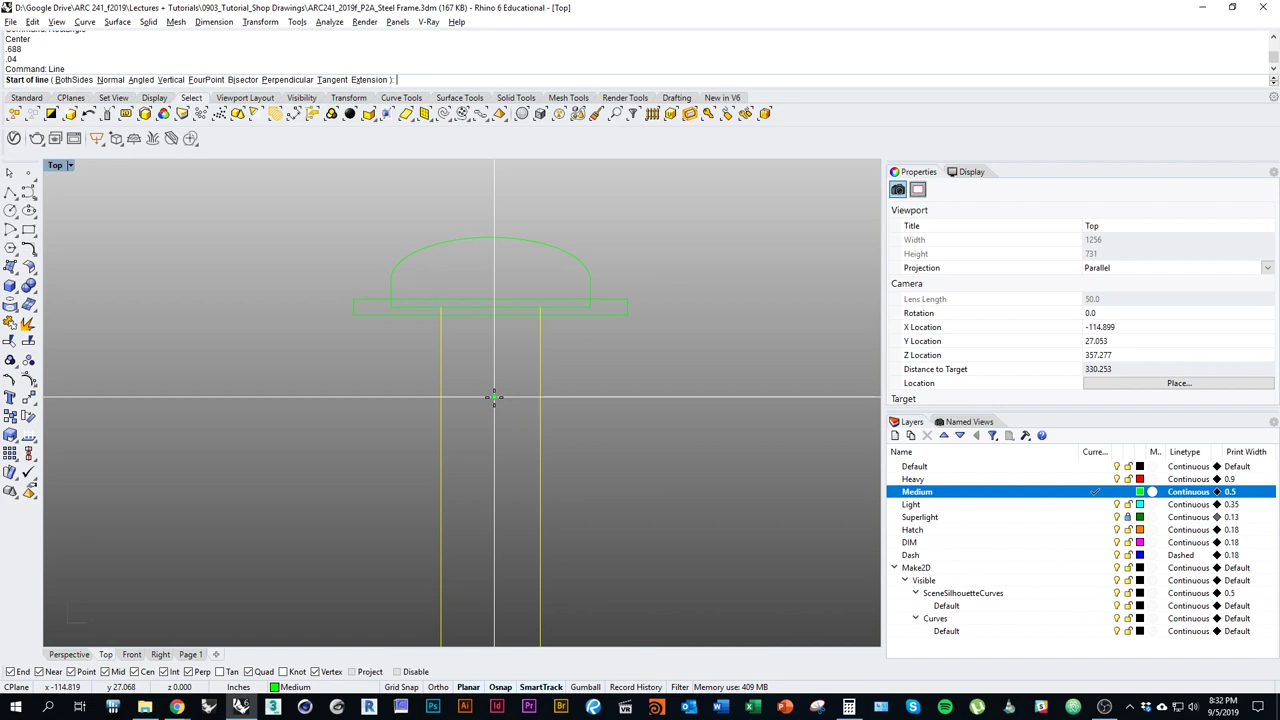 D:\Google Drive\ARC 241_f2019\Lectures + Tutorials\0903_Tutorial_Shop Drawings\ARC241_2019f_P2A_Steel Frame.3dm (167 KB) - Rhino 6 Educational - [Top]
File Edit View Curve Surface Solid Mesh Dimension Transform Tools Analyze Render Panels V-Ray Help
Center
.688
.04
Command: Line
Start of line ( BothSides Normal Angled Vertical FourPoint Bisector Perpendicular Tangent Extension ):
Standard CPlanes Set View Display Select Viewport Layout Visibility Transform Curve Tools Surface Tools Solid Tools Mesh Tools Render Tools Drafting New in V6
Top
Properties Display
Viewport
Title Top
Width 1256
Height 731
Projection Parallel
Camera
Lens Length 50.0
Rotation 0.0
X Location -114.899
Y Location 27.053
Z Location 357.277
Distance to Target 330.253
Location Place...
Target
Layers Named Views
Name Curre... M.. Linetype Print Width
Default Continuous Default
Heavy Continuous 0.9
Medium Continuous 0.5
Light Continuous 0.35
Superlight Continuous 0.13
Hatch Continuous 0.18
DIM Continuous 0.18
Dash Dashed 0.18
Make2D Continuous Default
Visible Continuous Default
SceneSilhouetteCurves Continuous 0.5
Default Continuous Default
Curves Continuous Default
Default Continuous Default
Perspective Top Front Right Page 1
End Near Point Mid Cen Int Perp Tan Quad Knot Vertex Project Disable
CPlane x -114.819 y 27.068 z 0.000 Inches Medium Grid Snap Ortho Planar Osnap SmartTrack Gumball Record History Filter Memory use: 409 MB
8:32 PM
9/5/2019